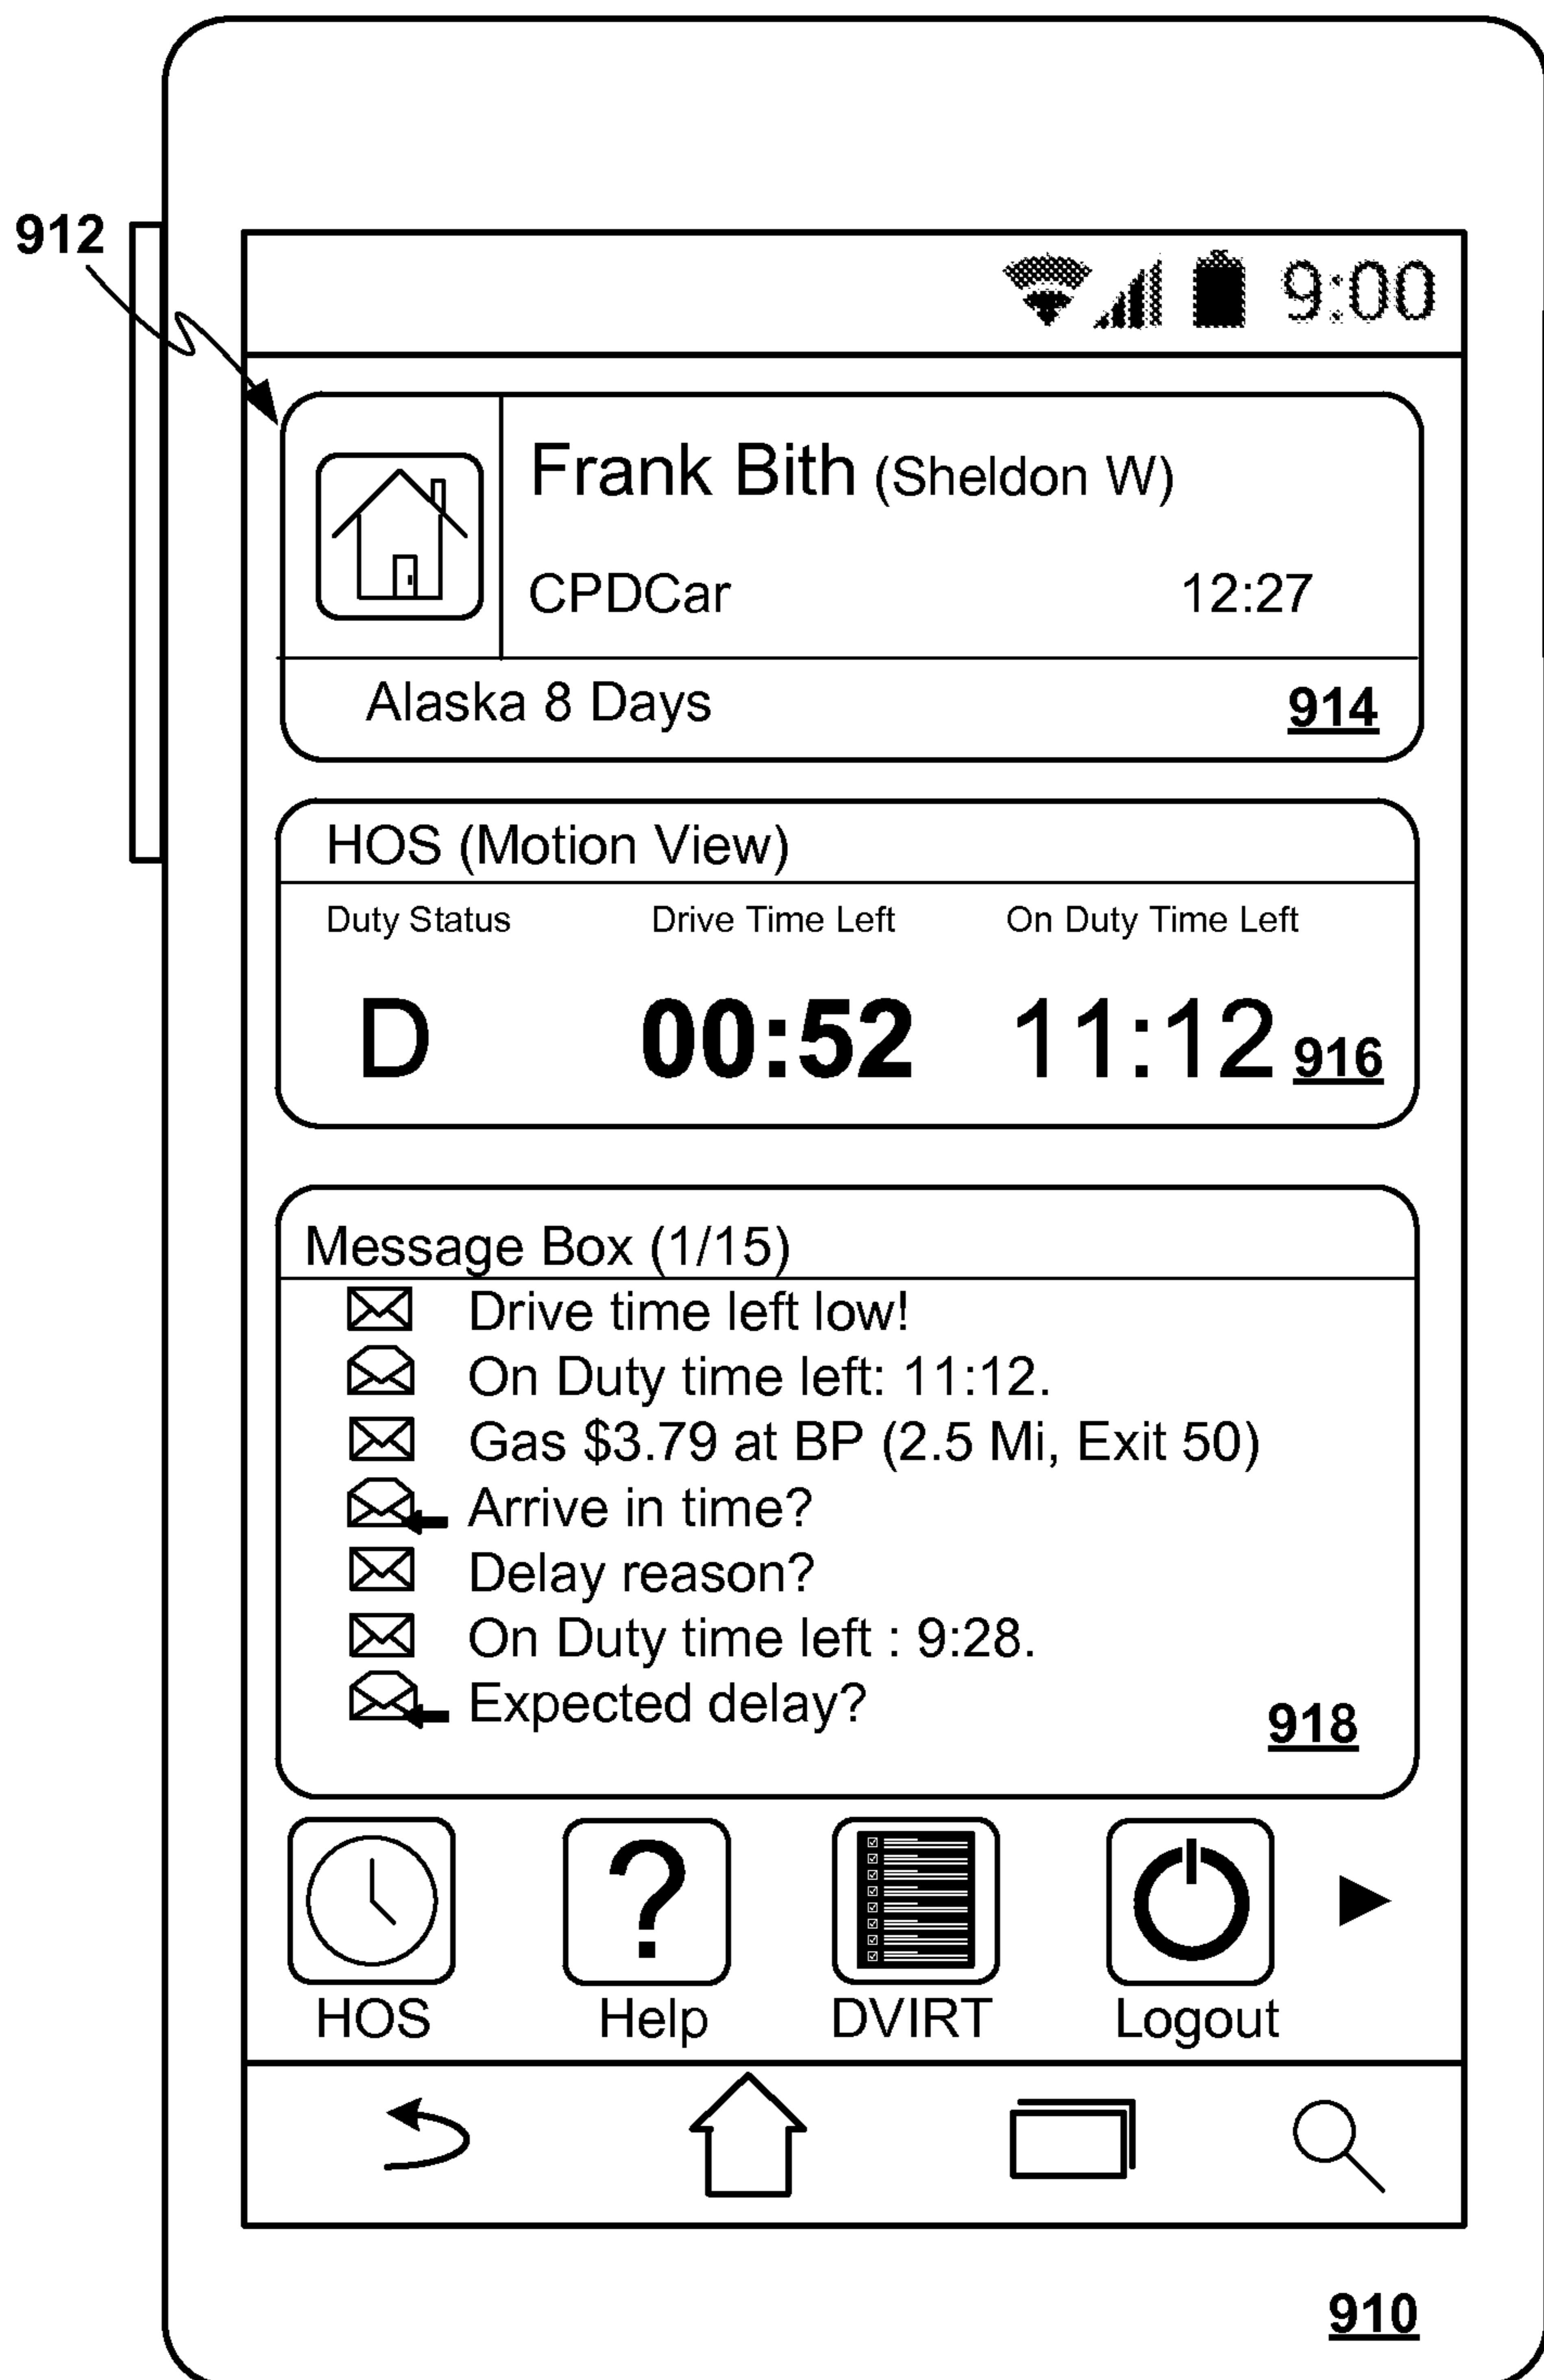 912
9:00
Frank Bith (Sheldon W)
CPDCar 12:27
Alaska 8 Days 914
HOS (Motion View)
Duty Status Drive Time Left On Duty Time Left
D 00:52 11:12 916
Message Box (1/15)
Drive time left low!
On Duty time left: 11:12.
Gas $3.79 at BP (2.5 Mi, Exit 50)
Arrive in time?
Delay reason?
On Duty time left : 9:28.
Expected delay?
918
?
HOS Help DVIRT Logout
910